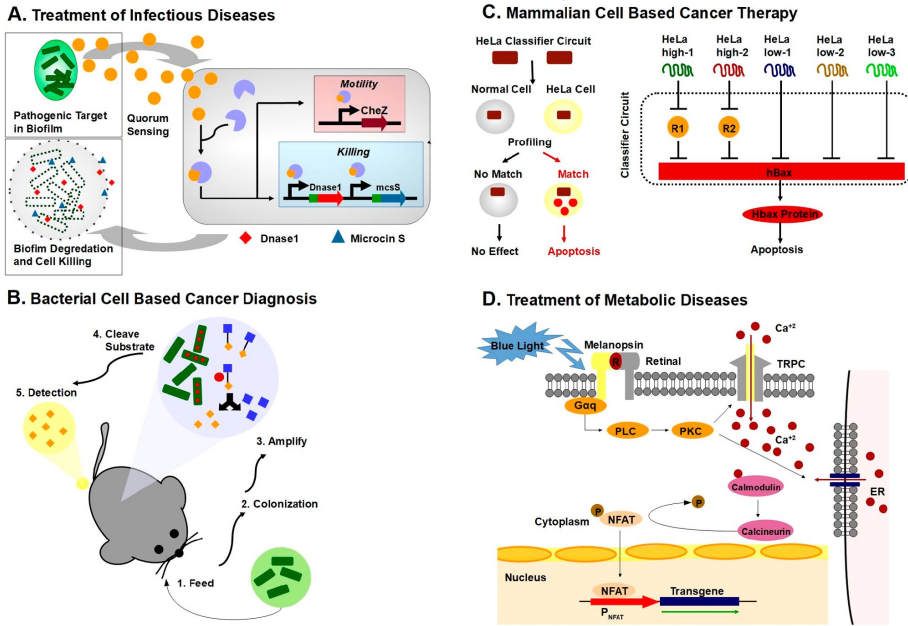 A. Treatment of Infectious Diseases
Pathogenic Target
in Biofilm
Quorum
Sensing
Motility
CheZ
Killing
Dnase1
mcsS
Biofim Degredation
and Cell Killing
Dnase1
Microcin S
B. Bacterial Cell Based Cancer Diagnosis
4. Cleave
Substrate
5. Detection
3. Amplify
2. Colonization
1. Feed
C. Mammalian Cell Based Cancer Therapy
HeLa Classifier Circuit
Normal Cell
HeLa Cell
Profiling
No Match
Match
No Effect
Apoptosis
HeLa
high-1
HeLa
high-2
HeLa
low-1
HeLa
low-2
HeLa
low-3
Classifier Circuit
R1
R2
hBax
Hbax Protein
Apoptosis
D. Treatment of Metabolic Diseases
Blue Light
Melanopsin
R
Retinal
Ca+2
TRPC
Gαq
PLC
PKC
Ca+2
ER
Calmodulin
Calcineurin
P
Cytoplasm
P
NFAT
Nucleus
NFAT
Transgene
PNFAT